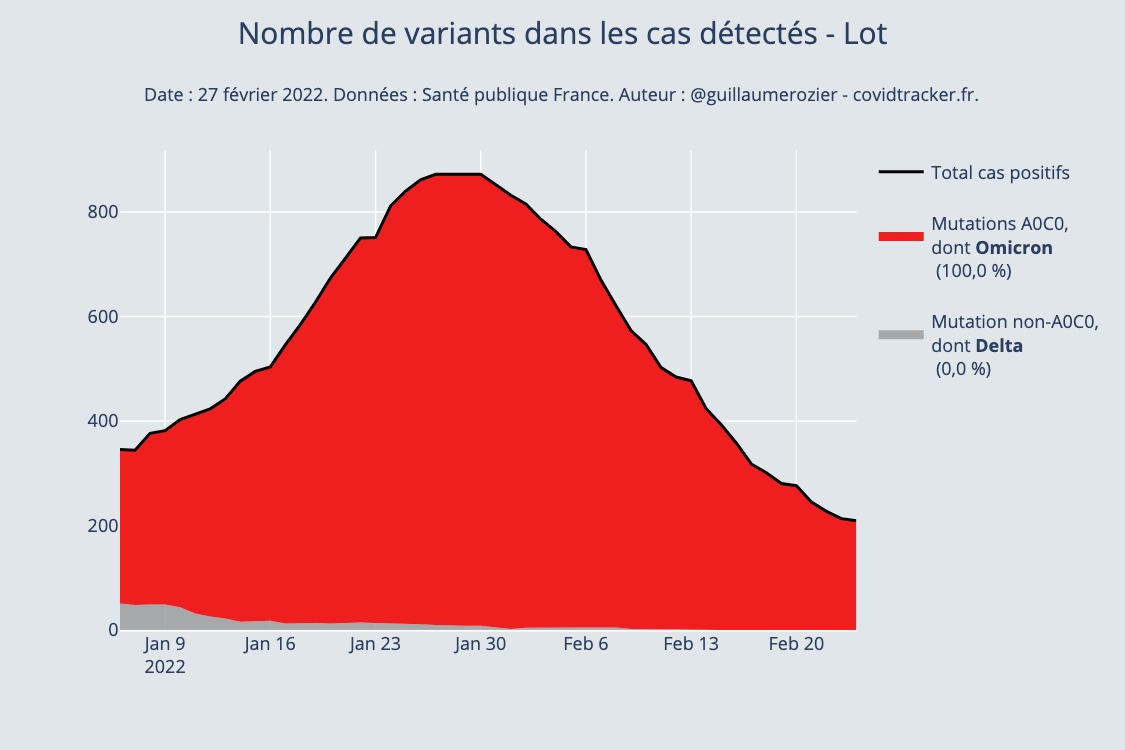 Nombre de variants dans les cas détectés - Lot
Date : 27 février 2022. Données : Santé publique France. Auteur : @guillaumerozier - covidtracker.fr.
Total cas positifs
Mutations A0C0,
dont Omicron
(100,0 %)
Mutation non-A0C0,
dont Delta
(0,0 %)
800
600
400
200
0
Jan 9 Jan 16 Jan 23 Jan 30 Feb 6 Feb 13 Feb 20
2022